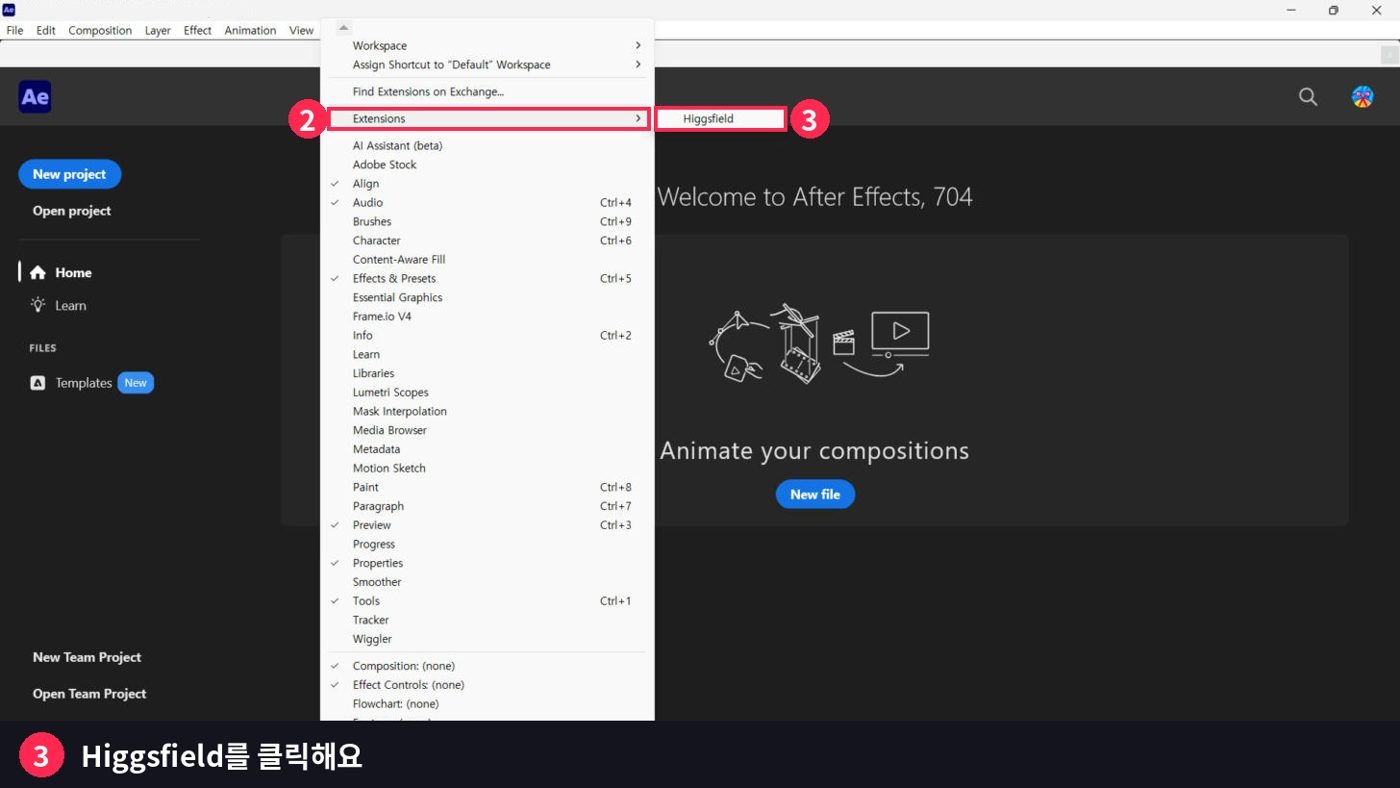 Ae
File Edit Composition Layer Effect Animation View
Workspace
Assign Shortcut to "Default" Workspace
Find Extensions on Exchange...
2 Extensions Higgsfield 3
AI Assistant (beta)
Adobe Stock
Align
Audio Ctrl+4
Brushes Ctrl+9
Character Ctrl+6
Content-Aware Fill
Effects & Presets Ctrl+5
Essential Graphics
Frame.io V4
Info Ctrl+2
Learn
Libraries
Lumetri Scopes
Mask Interpolation
Media Browser
Metadata
Motion Sketch
Paint Ctrl+8
Paragraph Ctrl+7
Preview Ctrl+3
Progress
Properties
Smoother
Tools Ctrl+1
Tracker
Wiggler
Composition: (none)
Effect Controls: (none)
Flowchart: (none)
Ae
New project
Open project
Home
Learn
FILES
Templates New
New Team Project
Open Team Project
Welcome to After Effects, 704
Animate your compositions
New file
3 Higgsfield를 클릭해요